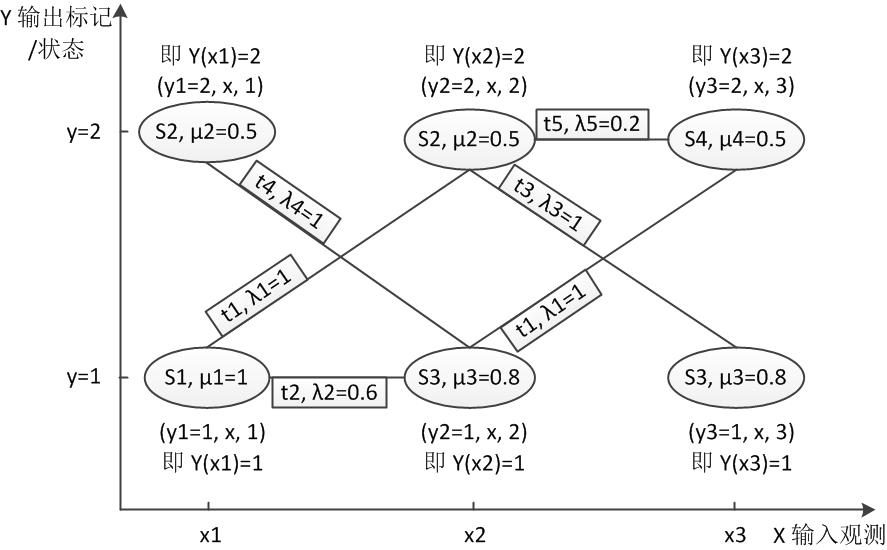 Y 输出标记
/状态
即 Y(x1)=2
(y1=2, x, 1)
即 Y(x2)=2
(y2=2, x, 2)
即 Y(x3)=2
(y3=2, x, 3)
y=2
S2, μ2=0.5
S2, μ2=0.5
t5, λ5=0.2
S4, μ4=0.5
t4, λ4=1
t3, λ3=1
t1, λ1=1
t1, λ1=1
y=1
S1, μ1=1
t2, λ2=0.6
S3, μ3=0.8
S3, μ3=0.8
(y1=1, x, 1)
即 Y(x1)=1
(y2=1, x, 2)
即 Y(x2)=1
(y3=1, x, 3)
即 Y(x3)=1
x1
x2
x3
X 输入观测